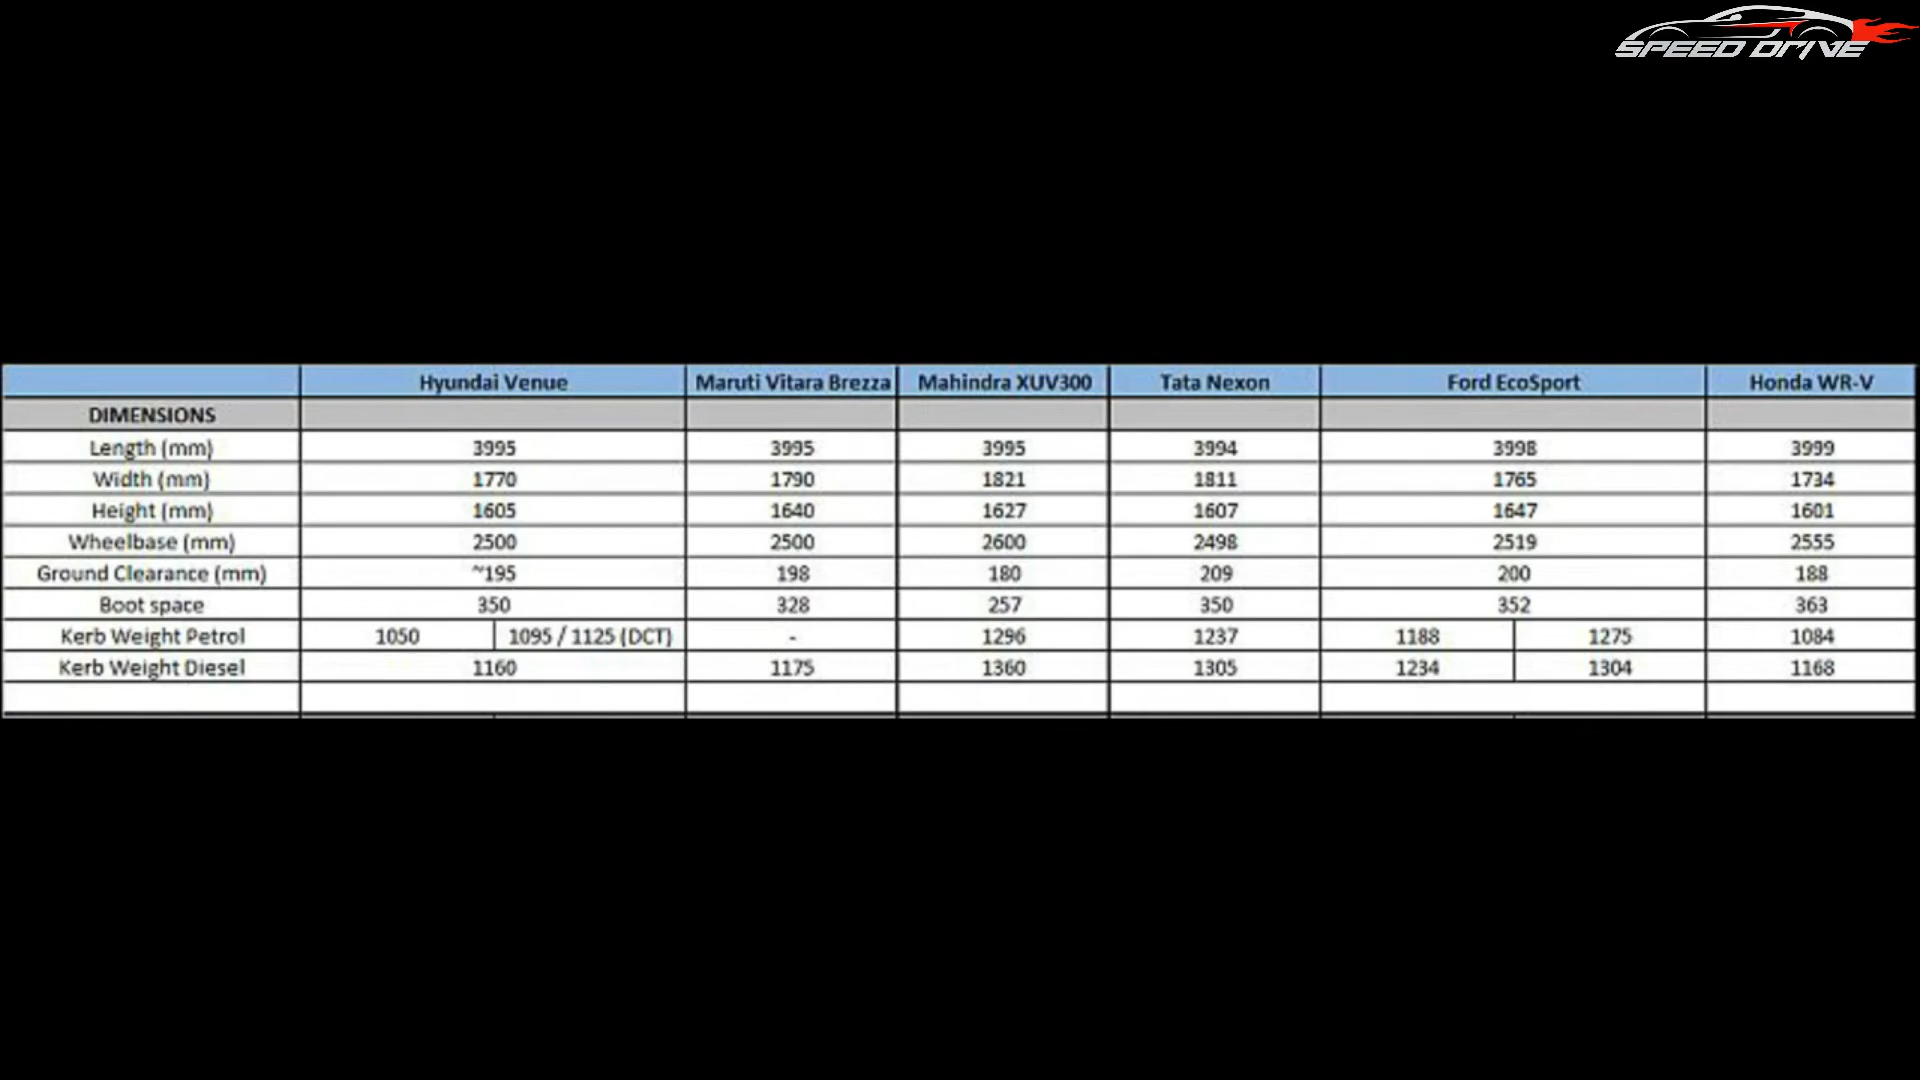 SPEED DRIVE
Hyundai Venue Maruti Vitara Brezza Mahindra XUV300 Tata Nexon Ford EcoSport Honda WR-V
DIMENSIONS
Length (mm) 3995 3995 3995 3994 3998 3999
Width (mm) 1770 1790 1821 1811 1765 1734
Height (mm) 1605 1640 1627 1607 1647 1601
Wheelbase (mm) 2500 2500 2600 2498 2519 2555
Ground Clearance (mm) ~195 198 180 209 200 188
Boot space 350 328 257 350 352 363
Kerb Weight Petrol 1050 1095 / 1125 (DCT) - 1296 1237 1188 1275 1084
Kerb Weight Diesel 1160 1175 1360 1305 1234 1304 1168